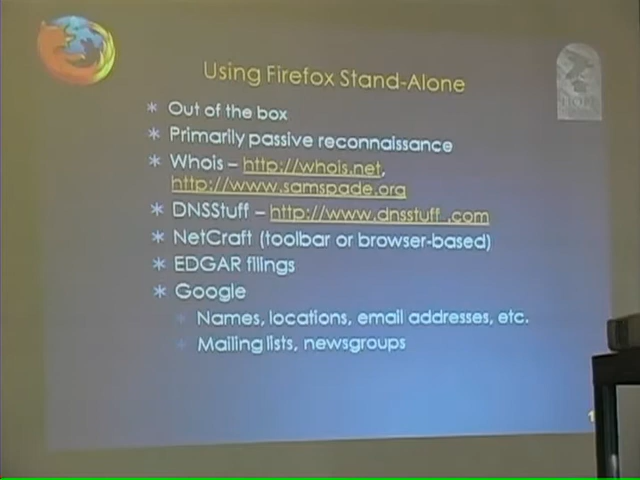 Using Firefox Stand-Alone
* Out of the box
* Primarily passive reconnaissance
* Whois – http://whois.net,
http://www.samspade.org
* DNSStuff – http://www.dnsstuff .com
* NetCraft (toolbar or browser-based)
* EDGAR filings
* Google
+ Names, locations, email addresses, etc.
+ Mailing lists, newsgroups